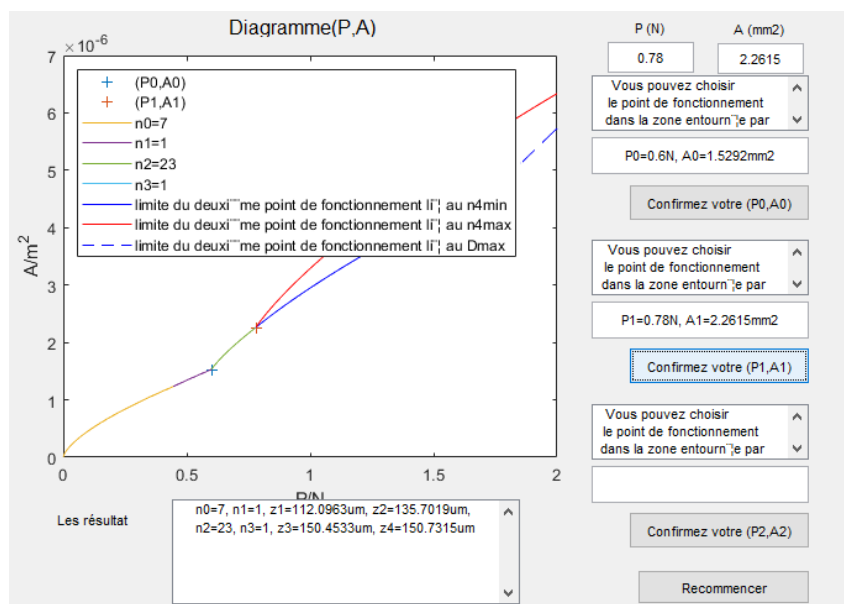 Diagramme(P,A)
×10⁻⁶
7
6
5
4
3
2
1
0
A/m²
(P0,A0)
(P1,A1)
n0=7
n1=1
n2=23
n3=1
limite du deuxi¨¨me point de fonctionnement li¨¦ au n4min
limite du deuxi¨¨me point de fonctionnement li¨¦ au n4max
limite du deuxi¨¨me point de fonctionnement li¨¦ au Dmax
0 0.5 1 1.5 2
P/N
Les résultat
n0=7, n1=1, z1=112.0963um, z2=135.7019um,
n2=23, n3=1, z3=150.4533um, z4=150.7315um
P (N) A (mm2)
0.78 2.2615
Vous pouvez choisir
le point de fonctionnement
dans la zone entourn¨¦e par
P0=0.6N, A0=1.5292mm2
Confirmez votre (P0,A0)
Vous pouvez choisir
le point de fonctionnement
dans la zone entourn¨¦e par
P1=0.78N, A1=2.2615mm2
Confirmez votre (P1,A1)
Vous pouvez choisir
le point de fonctionnement
dans la zone entourn¨¦e par
Confirmez votre (P2,A2)
Recommencer